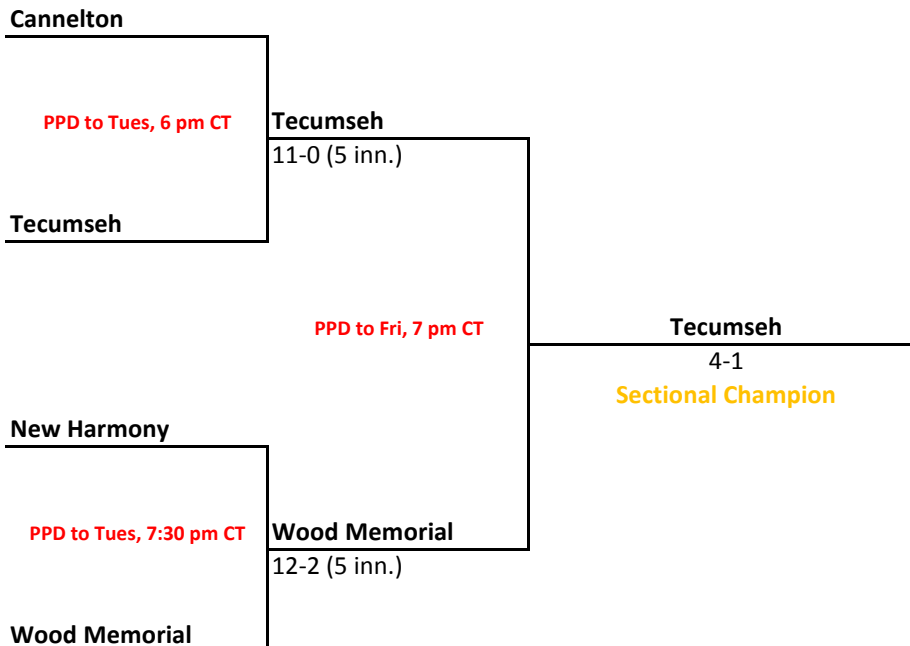 Cannelton
PPD to Tues, 6 pm CT
Tecumseh
11-0 (5 inn.)
Tecumseh
PPD to Fri, 7 pm CT
Tecumseh
4-1
Sectional Champion
New Harmony
PPD to Tues, 7:30 pm CT
Wood Memorial
12-2 (5 inn.)
Wood Memorial